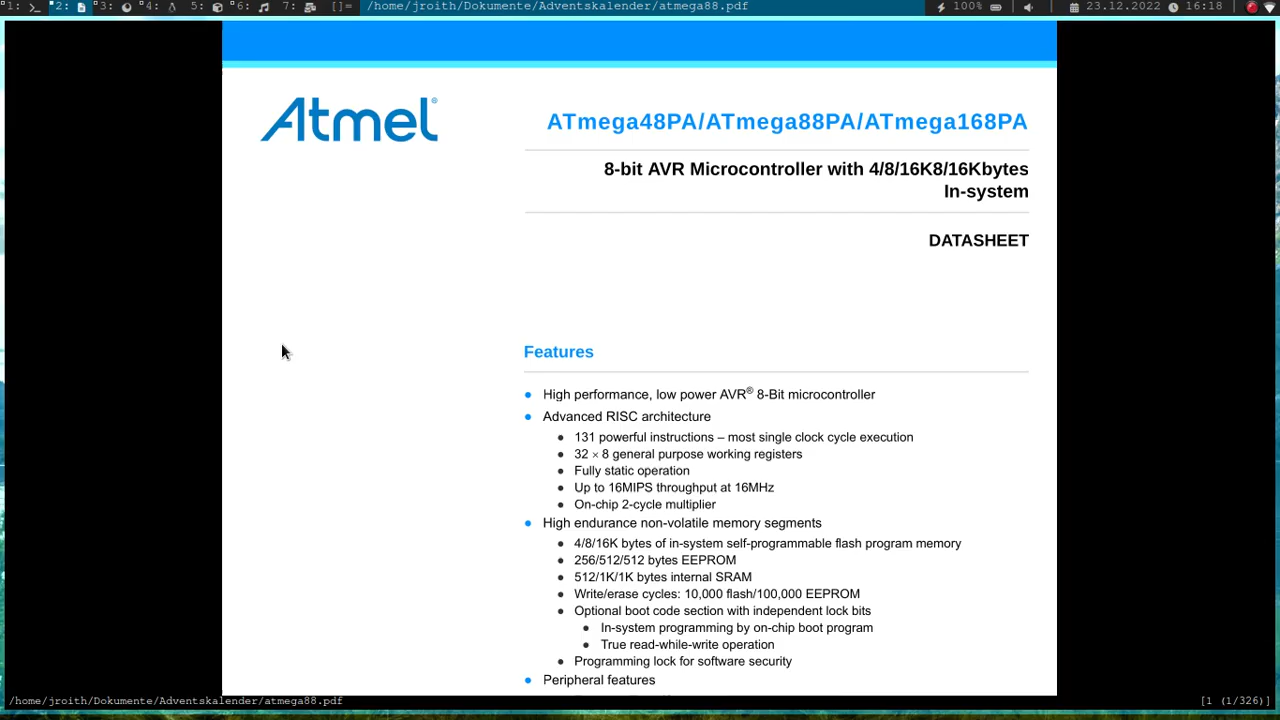 1: 2: 3: 4: 5: 6: 7: []= /home/jroith/Dokumente/Adventskalender/atmega88.pdf 100% 23.12.2022 16:18
Atmel®
ATmega48PA/ATmega88PA/ATmega168PA
8-bit AVR Microcontroller with 4/8/16K8/16Kbytes
In-system
DATASHEET
Features
● High performance, low power AVR® 8-Bit microcontroller
● Advanced RISC architecture
● 131 powerful instructions – most single clock cycle execution
● 32 × 8 general purpose working registers
● Fully static operation
● Up to 16MIPS throughput at 16MHz
● On-chip 2-cycle multiplier
● High endurance non-volatile memory segments
● 4/8/16K bytes of in-system self-programmable flash program memory
● 256/512/512 bytes EEPROM
● 512/1K/1K bytes internal SRAM
● Write/erase cycles: 10,000 flash/100,000 EEPROM
● Optional boot code section with independent lock bits
● In-system programming by on-chip boot program
● True read-while-write operation
● Programming lock for software security
● Peripheral features
/home/jroith/Dokumente/Adventskalender/atmega88.pdf [1 (1/326)]